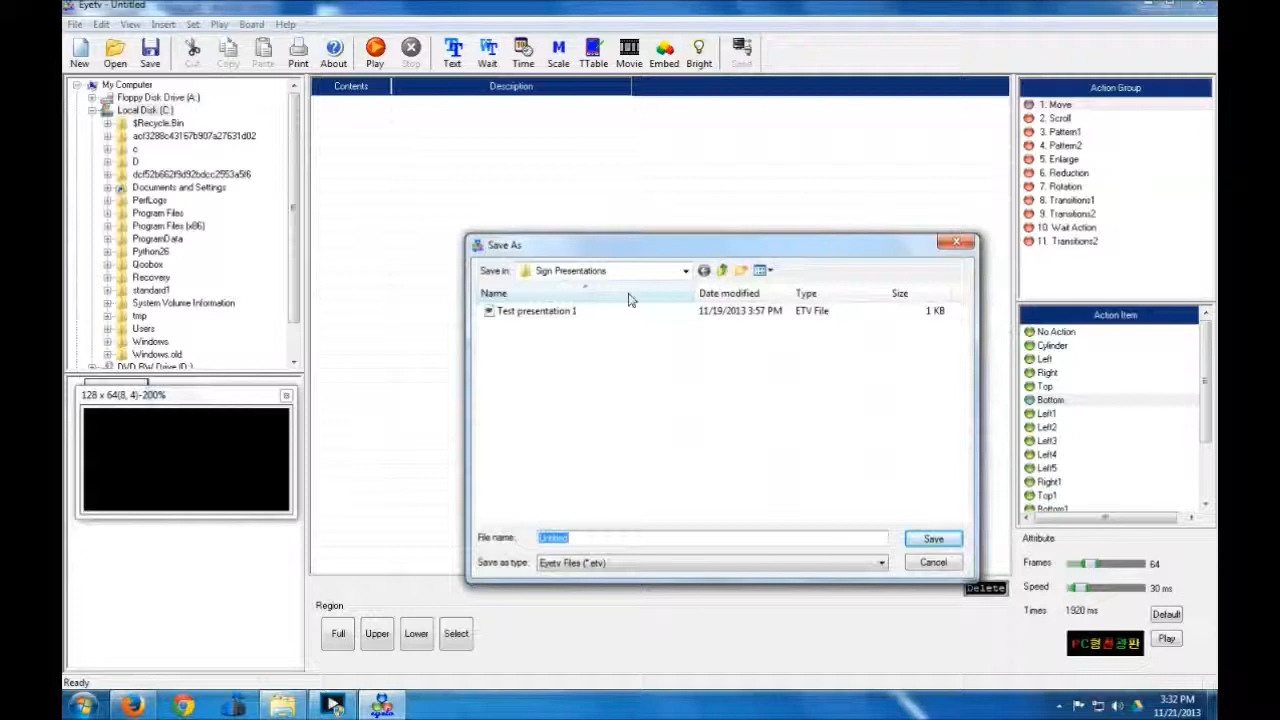 Eyetv - Untitled
File Edit View Insert Set Play Board Help
New Open Save Cut Copy Paste Print About Play Stop Text Wait Time Scale TTable Movie Embed Bright Send
My Computer
Floppy Disk Drive (A:)
Local Disk (C:)
$Recycle.Bin
acf3288c43167b907a27631d02
c
D
dcf52b662f9d92bdcc2553a5f6
Documents and Settings
PerfLogs
Program Files
Program Files (x86)
ProgramData
Python26
Qoobox
Recovery
standard1
System Volume Information
tmp
Users
Windows
Windows.old
DVD RW Drive (D:)
128 x 64(8, 4)-200%
Contents Description
Save As
Save in: Sign Presentations
Name Date modified Type Size
Test presentation 1 11/19/2013 3:57 PM ETV File 1 KB
File name: Untitled Save
Save as type: Eyetv Files (*.etv) Cancel
Delete
Region
Full Upper Lower Select
Action Group
1. Move
2. Scroll
3. Pattern1
4. Pattern2
5. Enlarge
6. Reduction
7. Rotation
8. Transitions1
9. Transitions2
10. Wait Action
11. Transitions2
Action Item
No Action
Cylinder
Left
Right
Top
Bottom
Left1
Left2
Left3
Left4
Left5
Right1
Top1
Bottom1
Attribute
Frames 64
Speed 30 ms
Times 1920 ms Default
Play
Ready
3:32 PM
11/21/2013